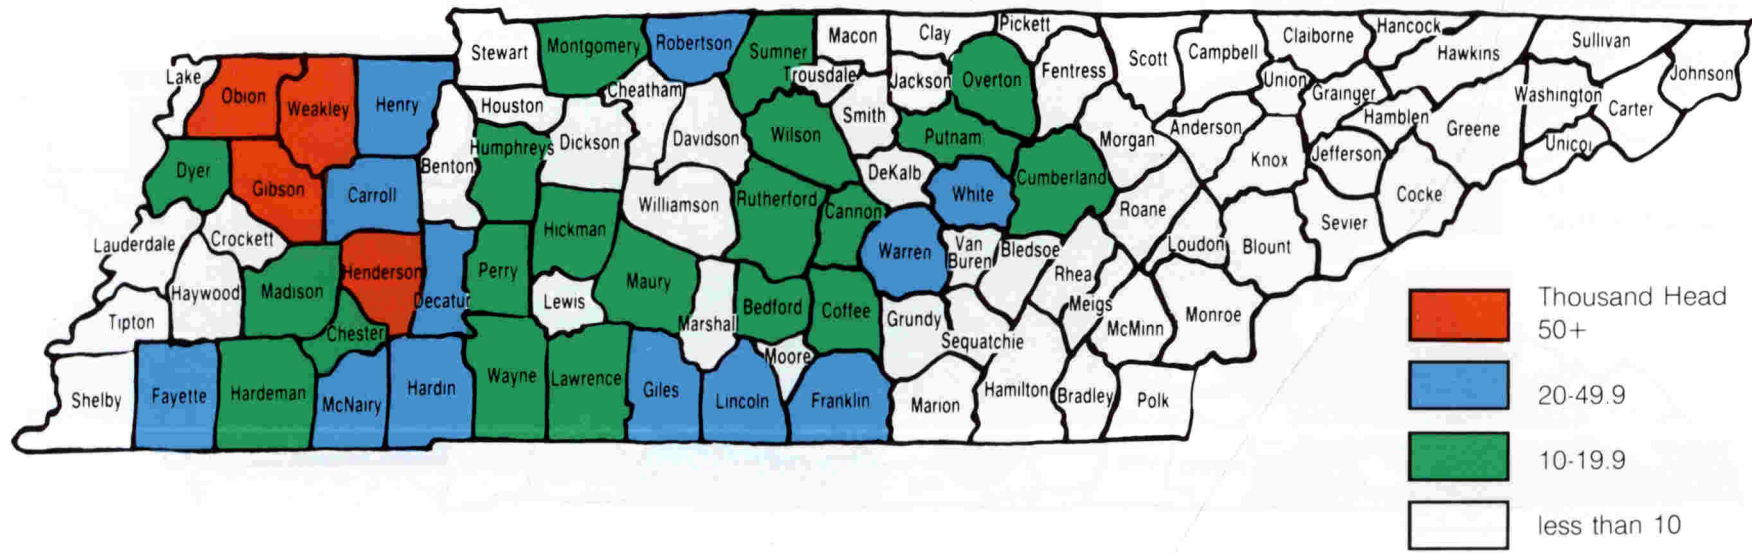 Lake
Obion
Weakley
Henry
Stewart
Montgomery
Robertson
Sumner
Macon
Clay
Pickett
Scott
Campbell
Claiborne
Hancock
Hawkins
Sullivan
Johnson
Houston
Cheatham
Trousdale
Jackson
Overton
Fentress
Union
Grainger
Washington
Carter
Dyer
Gibson
Carroll
Benton
Humphreys
Dickson
Davidson
Wilson
Smith
Putnam
Morgan
Anderson
Knox
Hamblen
Greene
Jefferson
Unicoi
Lauderdale
Crockett
Williamson
Rutherford
Cannon
DeKalb
White
Cumberland
Roane
Loudon
Blount
Sevier
Cocke
Haywood
Madison
Henderson
Decatur
Perry
Hickman
Lewis
Maury
Warren
Van
Buren
Bledsoe
Rhea
Meigs
Tipton
Chester
Marshall
Bedford
Coffee
Grundy
Sequatchie
McMinn
Monroe
Shelby
Fayette
Hardeman
McNairy
Hardin
Wayne
Lawrence
Giles
Lincoln
Moore
Franklin
Marion
Hamilton
Bradley
Polk
Thousand Head
50+
20-49.9
10-19.9
less than 10